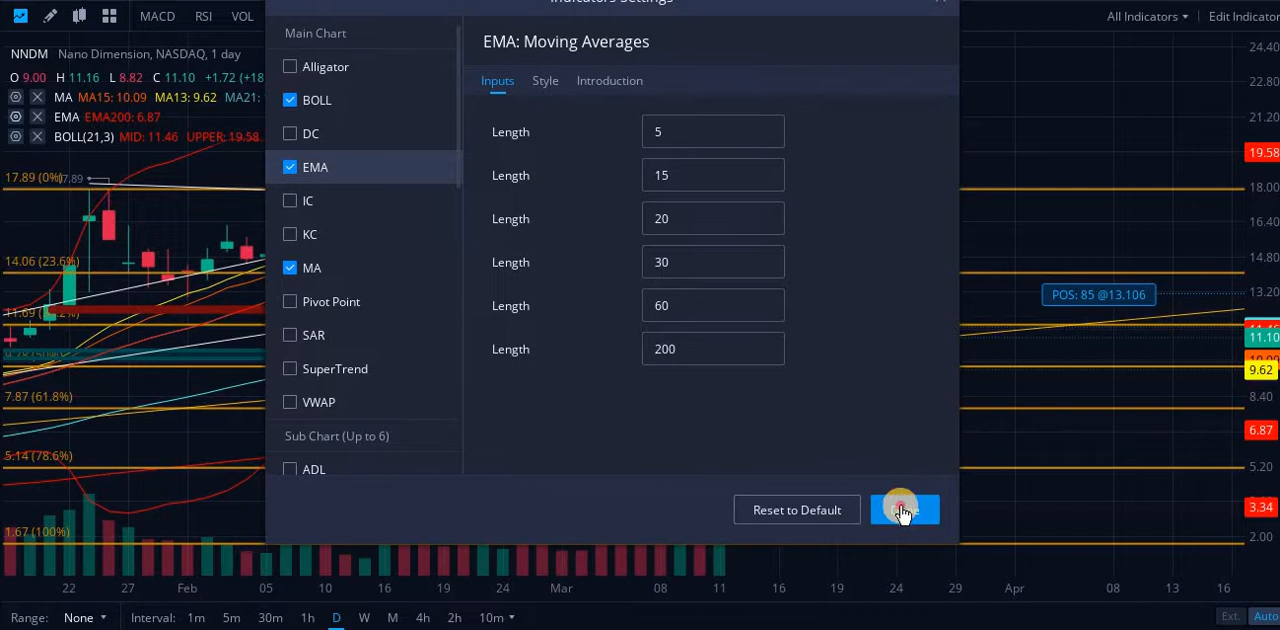 Indicators Settings
MACD RSI VOL
All Indicators Edit Indicator
NNDM Nano Dimension, NASDAQ, 1 day
O 9.00 H 11.16 L 8.82 C 11.10 +1.72 (+18
MA MA15: 10.09 MA13: 9.62 MA21:
EMA EMA200: 6.87
BOLL(21,3) MID: 11.46 UPPER: 19.58
17.89 (0%)
14.06 (23.6%)
7.87 (61.8%)
5.14 (78.6%)
1.67 (100%)
Main Chart
Alligator
BOLL
DC
EMA
IC
KC
MA
Pivot Point
SAR
SuperTrend
VWAP
Sub Chart (Up to 6)
ADL
EMA: Moving Averages
Inputs Style Introduction
Length 5
Length 15
Length 20
Length 30
Length 60
Length 200
Reset to Default
POS: 85 @13.106
24.40
22.80
21.20
19.58
18.00
16.40
14.80
13.20
11.10
9.62
8.40
6.87
5.20
3.34
2.00
22 27 Feb 05 10 16 19 24 Mar 08 11 16 19 24 29 Apr 08 13 16
Range: None Interval: 1m 5m 30m 1h D W M 4h 2h 10m
Ext. Auto